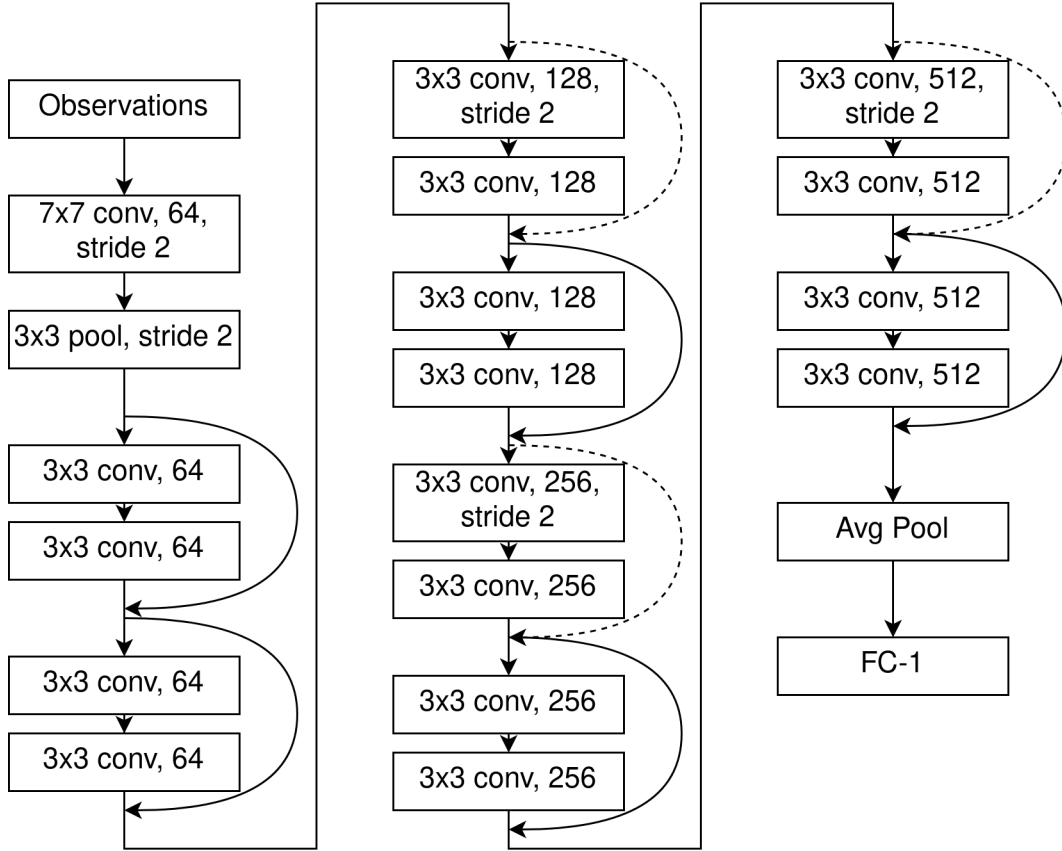 Observations
7x7 conv, 64,
stride 2
3x3 pool, stride 2
3x3 conv, 64
3x3 conv, 64
3x3 conv, 64
3x3 conv, 64
3x3 conv, 128,
stride 2
3x3 conv, 128
3x3 conv, 128
3x3 conv, 128
3x3 conv, 256,
stride 2
3x3 conv, 256
3x3 conv, 256
3x3 conv, 256
3x3 conv, 512,
stride 2
3x3 conv, 512
3x3 conv, 512
3x3 conv, 512
Avg Pool
FC-1